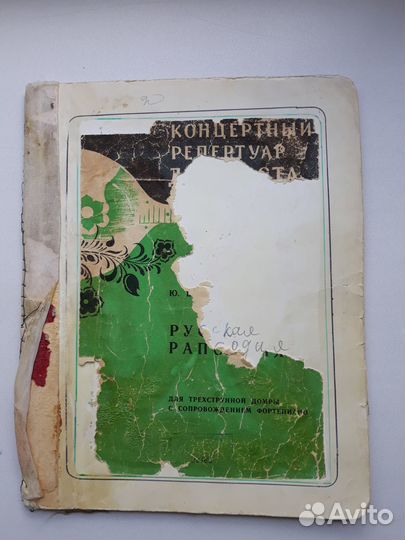 КОНЦЕРТНЫЙ
РЕПЕРТУАР
Ю.
РУсская
РАПсодия
ДЛЯ ТРЕХСТРУННОЙ ДОМРЫ
С СОПРОВОЖДЕНИЕМ ФОРТЕПИАНО
Avito